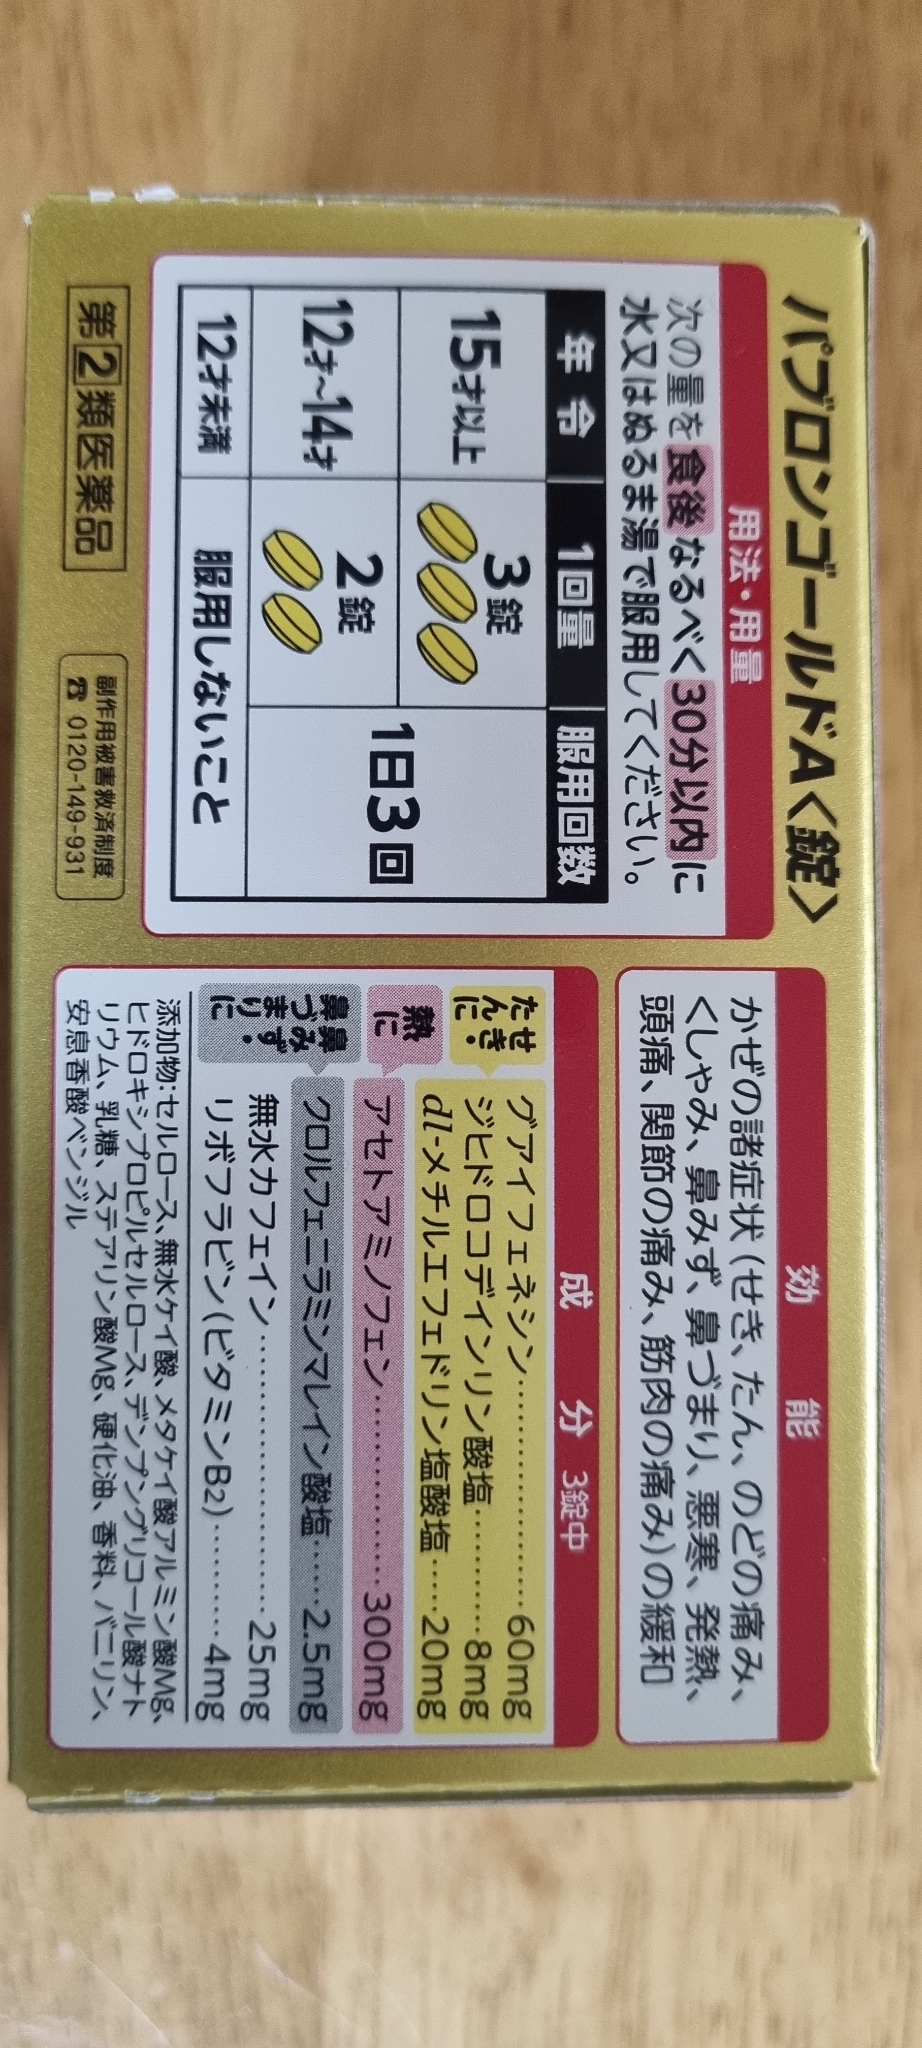 パブロンゴールドA＜錠＞
用法・用量
次の量を食後なるべく30分以内に
水又はぬるま湯で服用してください。
年令 1回量 服用回数
15才以上 3錠 1日3回
12才〜14才 2錠
12才未満 服用しないこと
第2類医薬品
副作用被害救済制度
☎ 0120-149-931
効能
かぜの諸症状(せき、たん、のどの痛み、
くしゃみ、鼻みず、鼻づまり、悪寒、発熱、
頭痛、関節の痛み、筋肉の痛み)の緩和
成分 3錠中
せき・
たんに
グアイフェネシン……………60mg
ジヒドロコデインリン酸塩………8mg
dl-メチルエフェドリン塩酸塩……20mg
熱
に
アセトアミノフェン……………300mg
鼻みず・
鼻づまり
に
クロルフェニラミンマレイン酸塩……2.5mg
無水カフェイン……………25mg
リボフラビン(ビタミンB2)………4mg
添加物:セルロース、無水ケイ酸、メタケイ酸アルミン酸Mg、
ヒドロキシプロピルセルロース、デンプングリコール酸ナト
リウム、乳糖、ステアリン酸Mg、硬化油、香料、バニリン、
安息香酸ベンジル